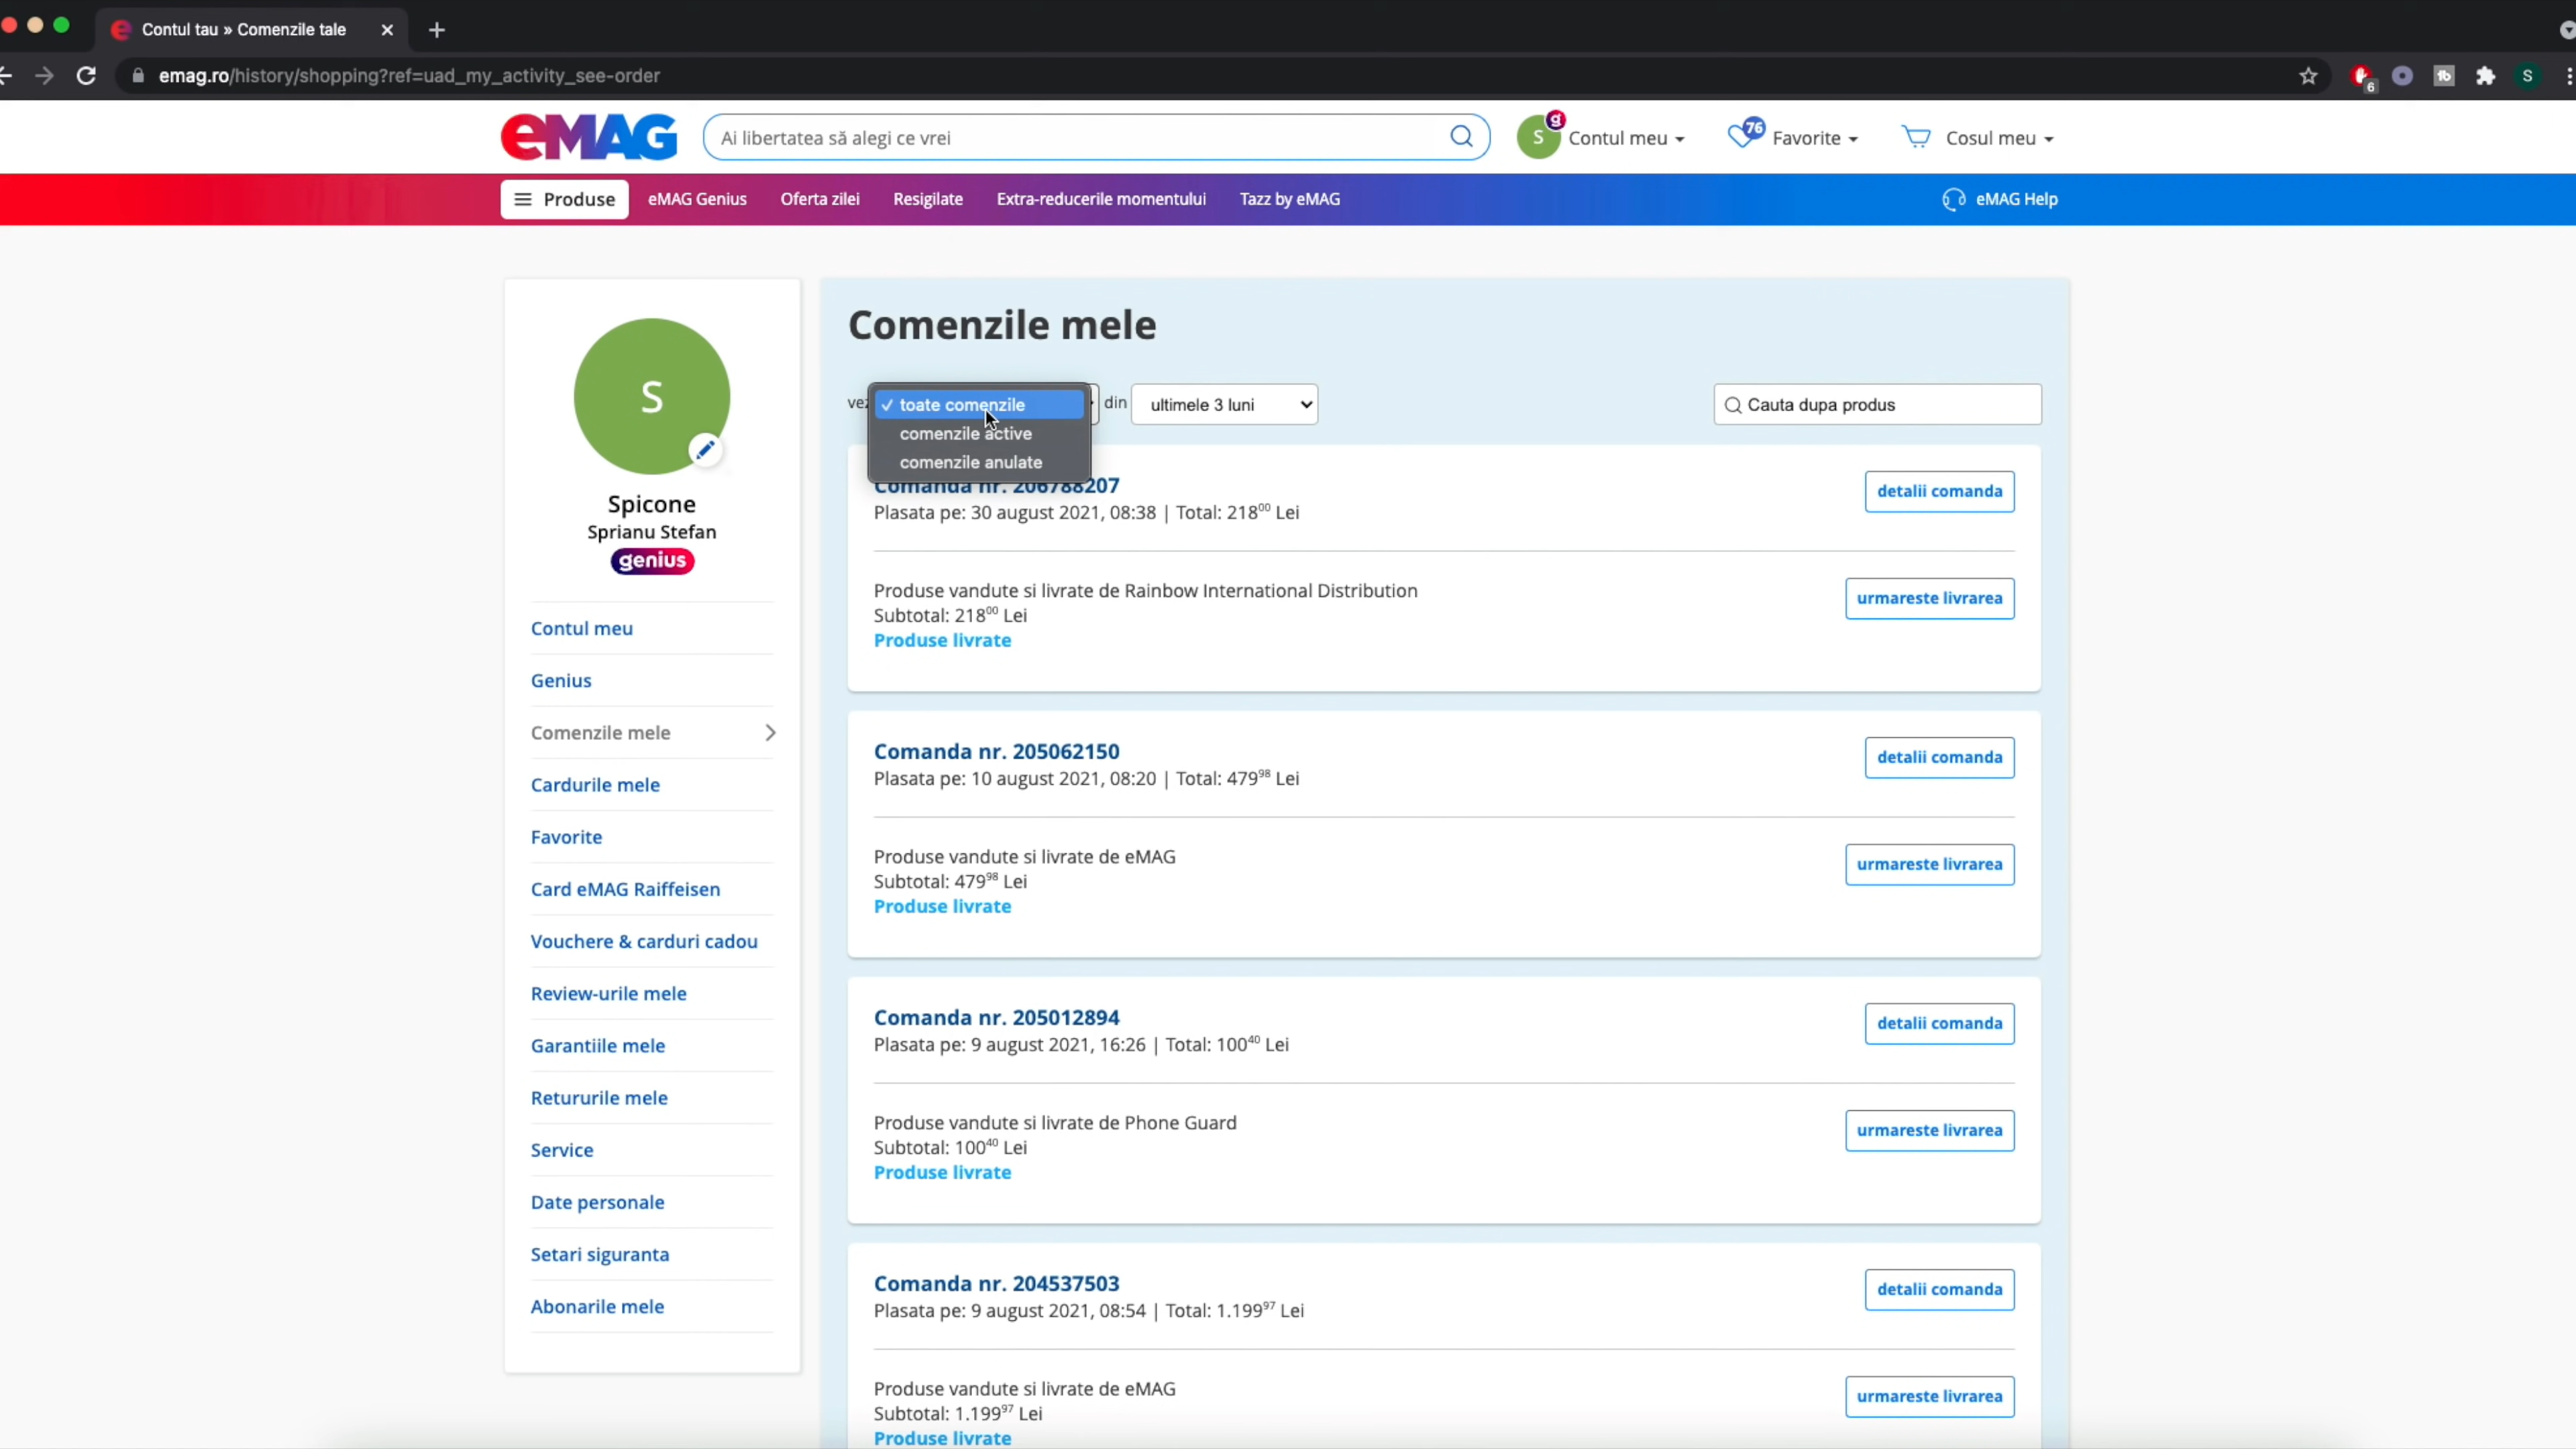 Contul tau » Comenzile tale
emag.ro/history/shopping?ref=uad_my_activity_see-order
6
S
eMAG
Ai libertatea să alegi ce vrei
S
g
Contul meu
76
Favorite
Cosul meu
Produse
eMAG Genius
Oferta zilei
Resigilate
Extra-reducerile momentului
Tazz by eMAG
eMAG Help
S
Spicone
Sprianu Stefan
genius
Contul meu
Genius
Comenzile mele
Cardurile mele
Favorite
Card eMAG Raiffeisen
Vouchere & carduri cadou
Review-urile mele
Garantiile mele
Retururile mele
Service
Date personale
Setari siguranta
Abonarile mele
Comenzile mele
✓ toate comenzile
comenzile active
comenzile anulate
din
ultimele 3 luni
Cauta dupa produs
Comanda nr. 206788207
detalii comanda
Plasata pe: 30 august 2021, 08:38 | Total: 218⁰⁰ Lei
Produse vandute si livrate de Rainbow International Distribution
urmareste livrarea
Subtotal: 218⁰⁰ Lei
Produse livrate
Comanda nr. 205062150
detalii comanda
Plasata pe: 10 august 2021, 08:20 | Total: 479⁹⁸ Lei
Produse vandute si livrate de eMAG
urmareste livrarea
Subtotal: 479⁹⁸ Lei
Produse livrate
Comanda nr. 205012894
detalii comanda
Plasata pe: 9 august 2021, 16:26 | Total: 100⁴⁰ Lei
Produse vandute si livrate de Phone Guard
urmareste livrarea
Subtotal: 100⁴⁰ Lei
Produse livrate
Comanda nr. 204537503
detalii comanda
Plasata pe: 9 august 2021, 08:54 | Total: 1.199⁹⁷ Lei
Produse vandute si livrate de eMAG
urmareste livrarea
Subtotal: 1.199⁹⁷ Lei
Produse livrate